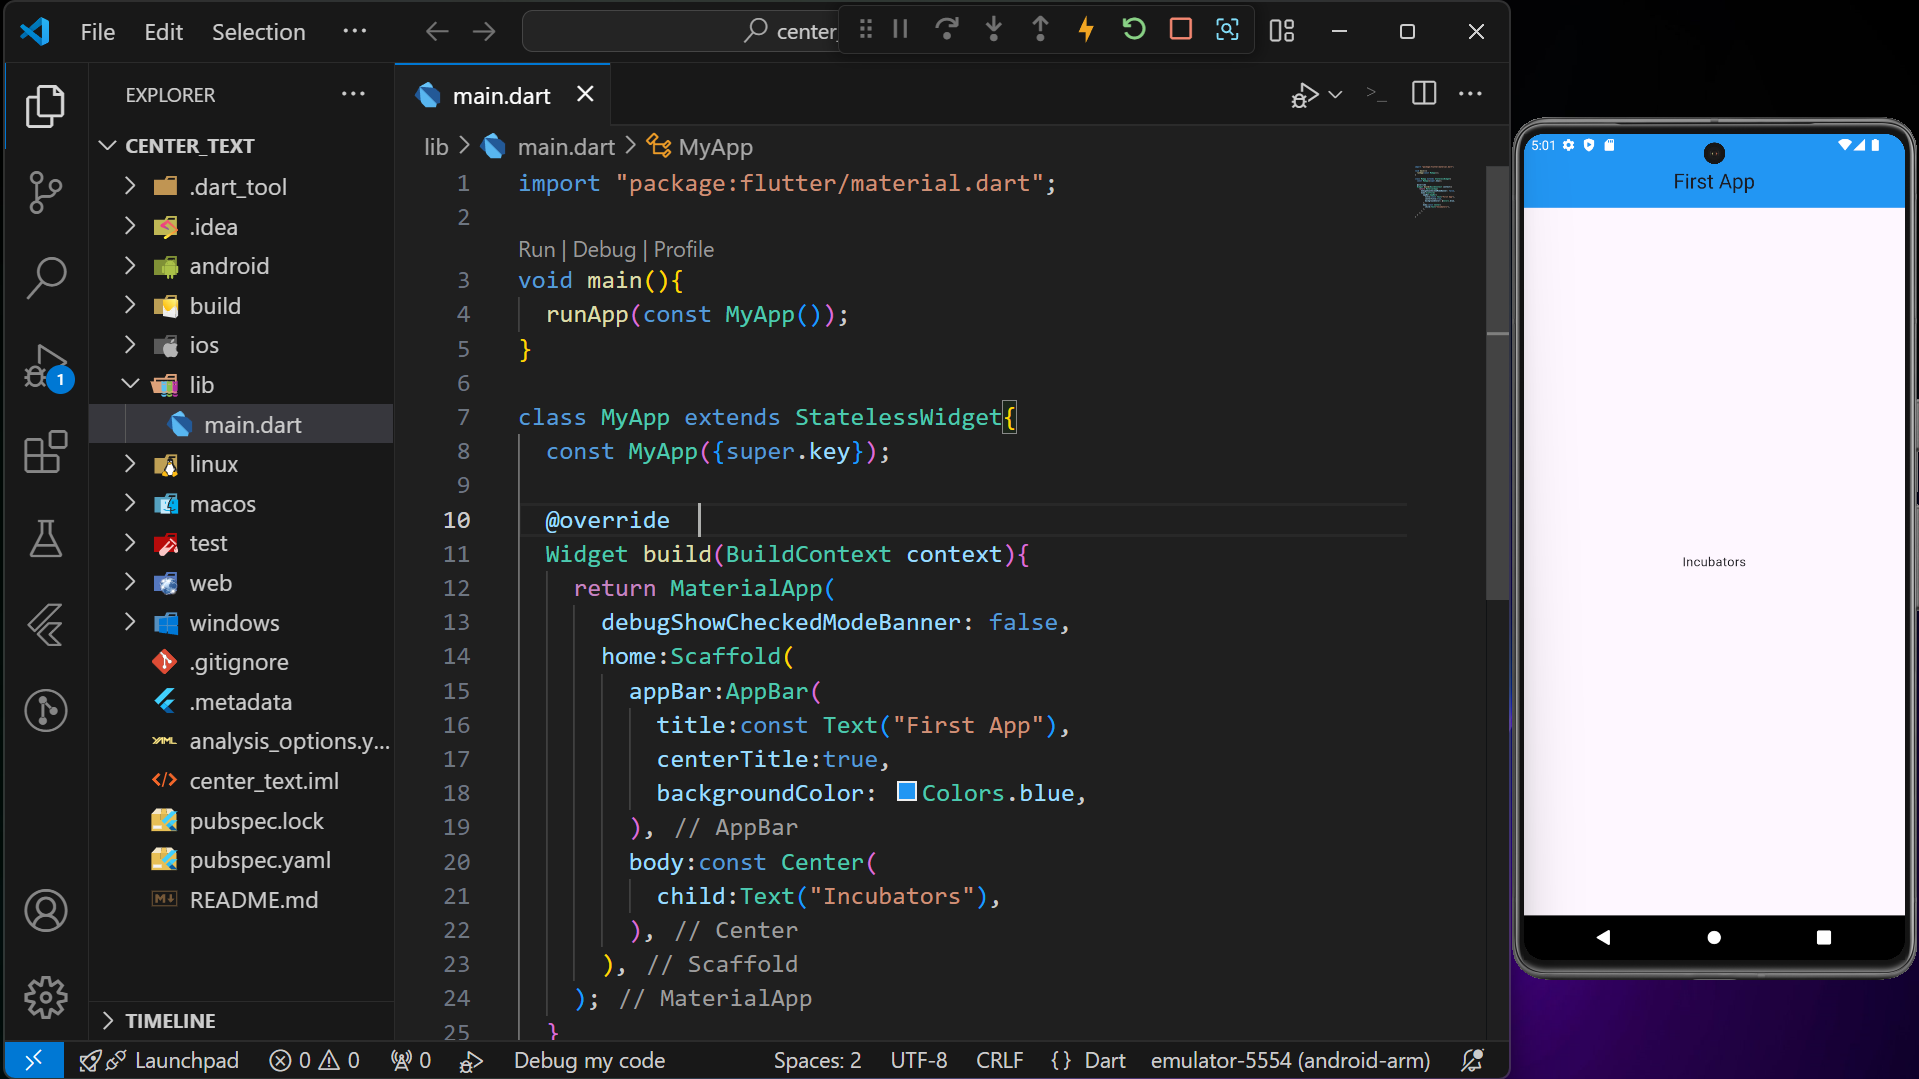 File Edit Selection ···
center_
EXPLORER ···
CENTER_TEXT
.dart_tool
.idea
android
build
ios
lib
main.dart
linux
macos
test
web
windows
.gitignore
.metadata
analysis_options.y...
center_text.iml
pubspec.lock
pubspec.yaml
README.md
TIMELINE
1
main.dart
lib > main.dart > MyApp
1 import "package:flutter/material.dart";
2
Run | Debug | Profile
3 void main(){
4 runApp(const MyApp());
5 }
6
7 class MyApp extends StatelessWidget{
8 const MyApp({super.key});
9
10 @override
11 Widget build(BuildContext context){
12 return MaterialApp(
13 debugShowCheckedModeBanner: false,
14 home:Scaffold(
15 appBar:AppBar(
16 title:const Text("First App"),
17 centerTitle:true,
18 backgroundColor: Colors.blue,
19 ), // AppBar
20 body:const Center(
21 child:Text("Incubators"),
22 ), // Center
23 ), // Scaffold
24 ); // MaterialApp
25 }
Launchpad 0 0 0 Debug my code Spaces: 2 UTF-8 CRLF {} Dart emulator-5554 (android-arm)
5:01
First App
Incubators